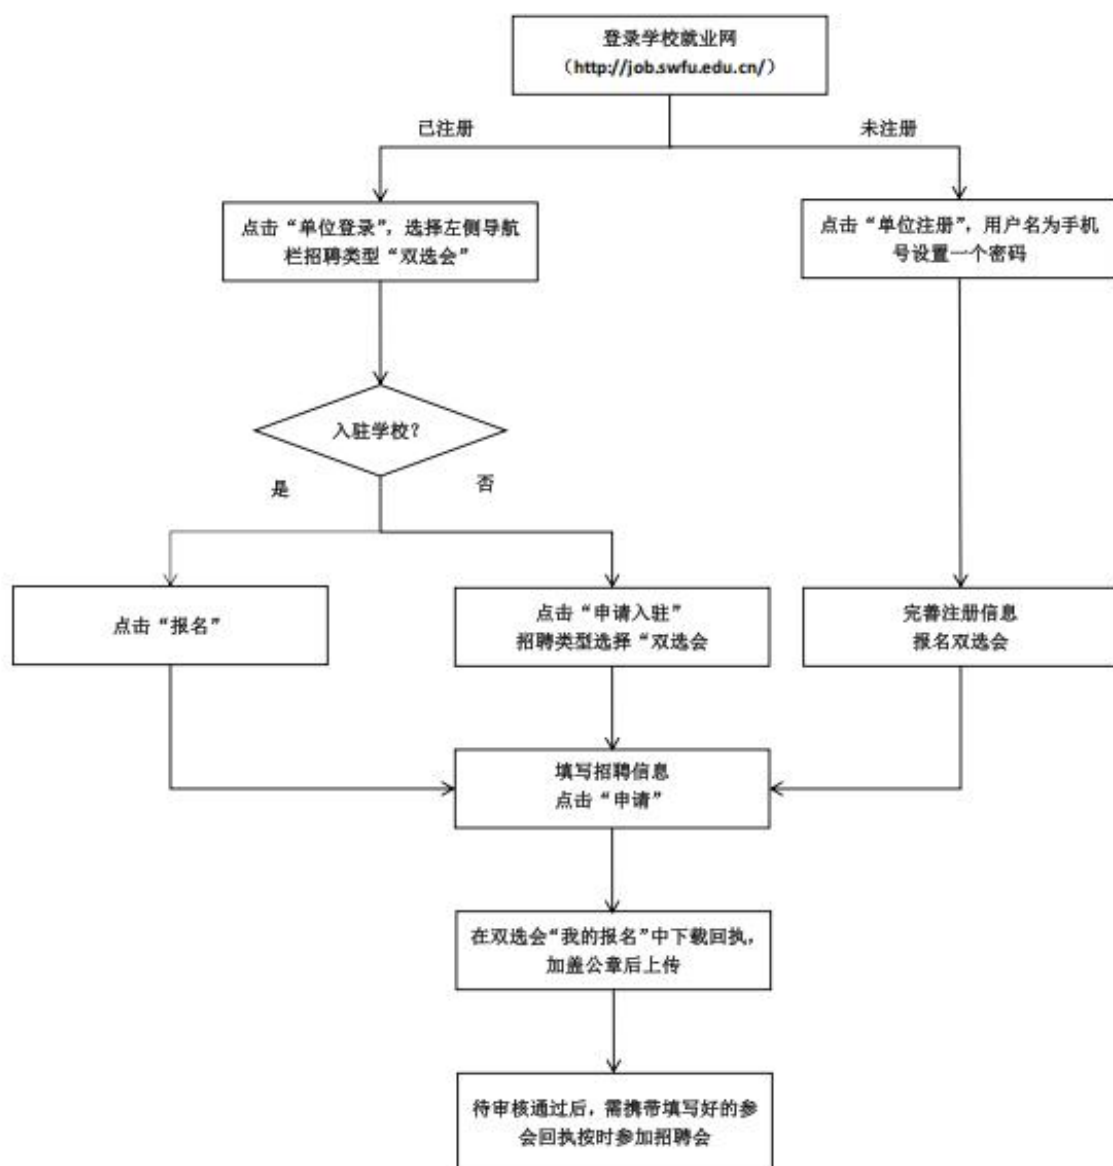 登录学校就业网
（http://job.swfu.edu.cn/）
已注册
未注册
点击“单位登录”，选择左侧导航
栏招聘类型“双选会”
点击“单位注册”，用户名为手机
号设置一个密码
入驻学校？
是
否
点击“报名”
点击“申请入驻”
招聘类型选择“双选会
完善注册信息
报名双选会
填写招聘信息
点击“申请”
在双选会“我的报名”中下载回执，
加盖公章后上传
待审核通过后，需携带填写好的参
会回执按时参加招聘会